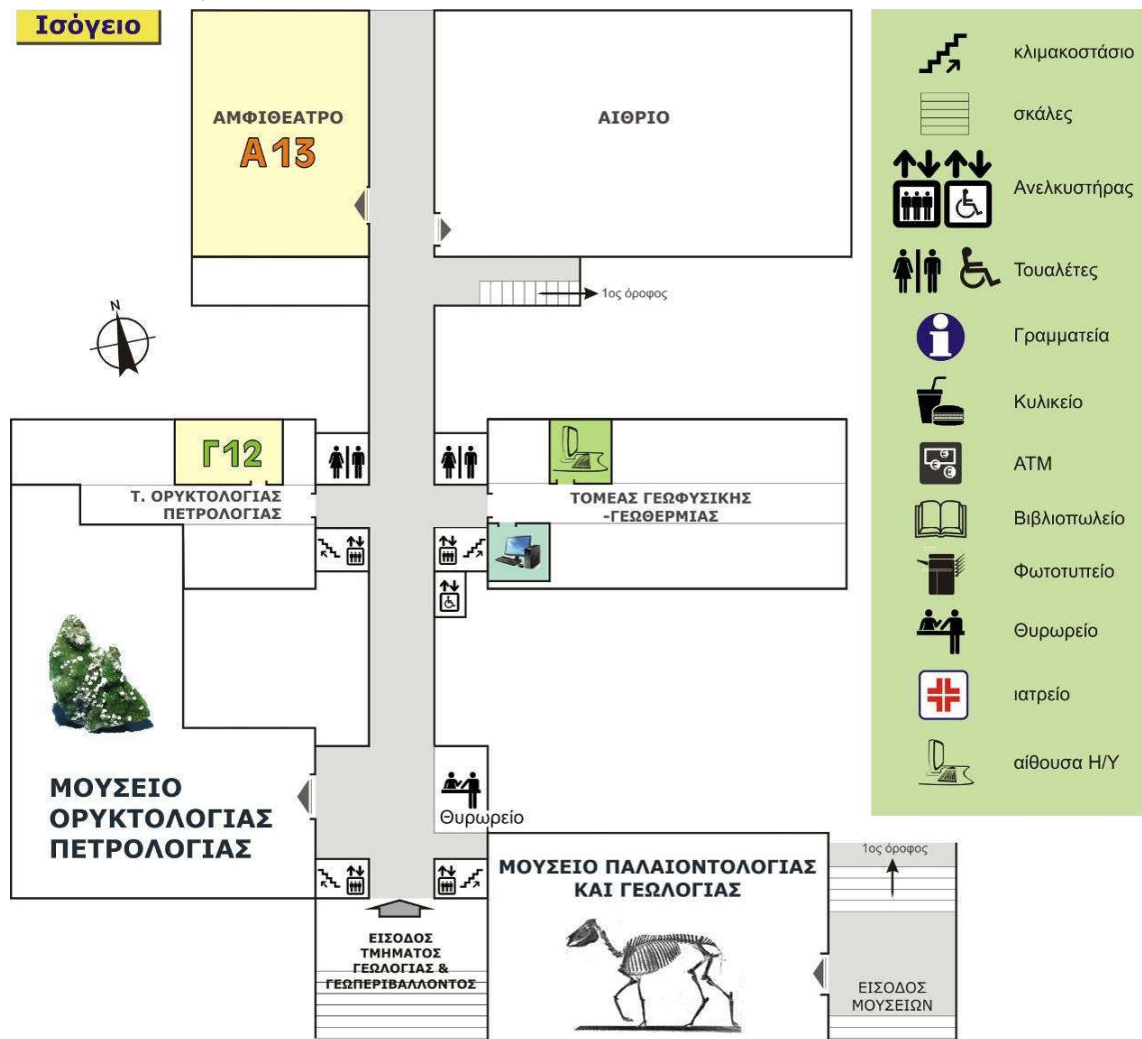 Ισόγειο
ΑΜΦΙΘΕΑΤΡΟ
Α13
ΑΙΘΡΙΟ
1ος όροφος
N
Γ12
Τ. ΟΡΥΚΤΟΛΟΓΙΑΣ
ΠΕΤΡΟΛΟΓΙΑΣ
ΤΟΜΕΑΣ ΓΕΩΦΥΣΙΚΗΣ
-ΓΕΩΘΕΡΜΙΑΣ
ΜΟΥΣΕΙΟ
ΟΡΥΚΤΟΛΟΓΙΑΣ
ΠΕΤΡΟΛΟΓΙΑΣ
Θυρωρείο
ΜΟΥΣΕΙΟ ΠΑΛΑΙΟΝΤΟΛΟΓΙΑΣ
ΚΑΙ ΓΕΩΛΟΓΙΑΣ
1ος όροφος
ΕΙΣΟΔΟΣ
ΤΜΗΜΑΤΟΣ
ΓΕΩΛΟΓΙΑΣ &
ΓΕΩΠΕΡΙΒΑΛΛΟΝΤΟΣ
ΕΙΣΟΔΟΣ
ΜΟΥΣΕΙΩΝ
κλιμακοστάσιο
σκάλες
Ανελκυστήρας
Τουαλέτες
Γραμματεία
Κυλικείο
ΑΤΜ
Βιβλιοπωλείο
Φωτοτυπείο
Θυρωρείο
ιατρείο
αίθουσα Η/Υ